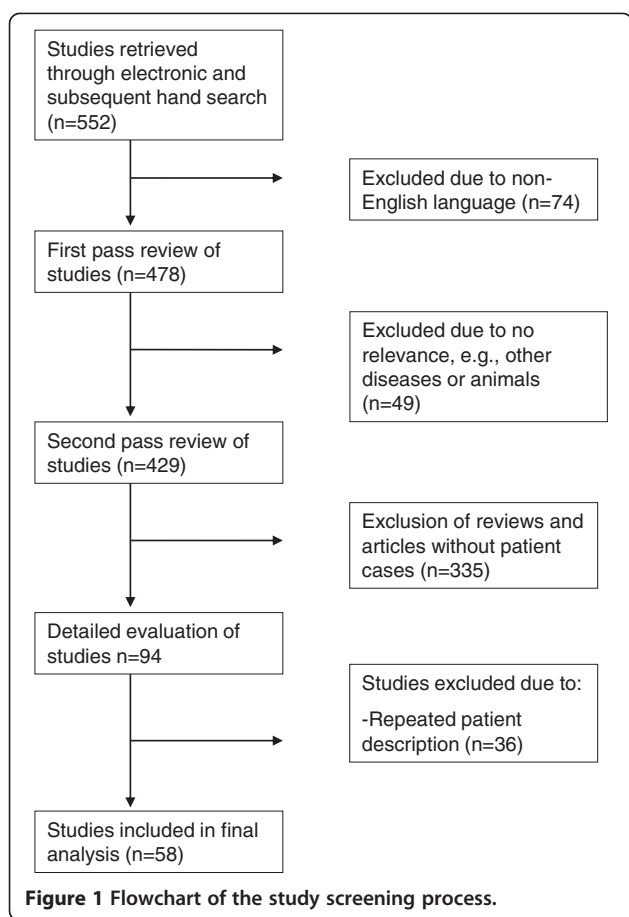 Studies retrieved
through electronic and
subsequent hand search
(n=552)
Excluded due to non-
English language (n=74)
First pass review of
studies (n=478)
Excluded due to no
relevance, e.g., other
diseases or animals
(n=49)
Second pass review of
studies (n=429)
Exclusion of reviews and
articles without patient
cases (n=335)
Detailed evaluation of
studies n=94
Studies excluded due to:
-Repeated patient
description (n=36)
Studies included in final
analysis (n=58)
Figure 1 Flowchart of the study screening process.